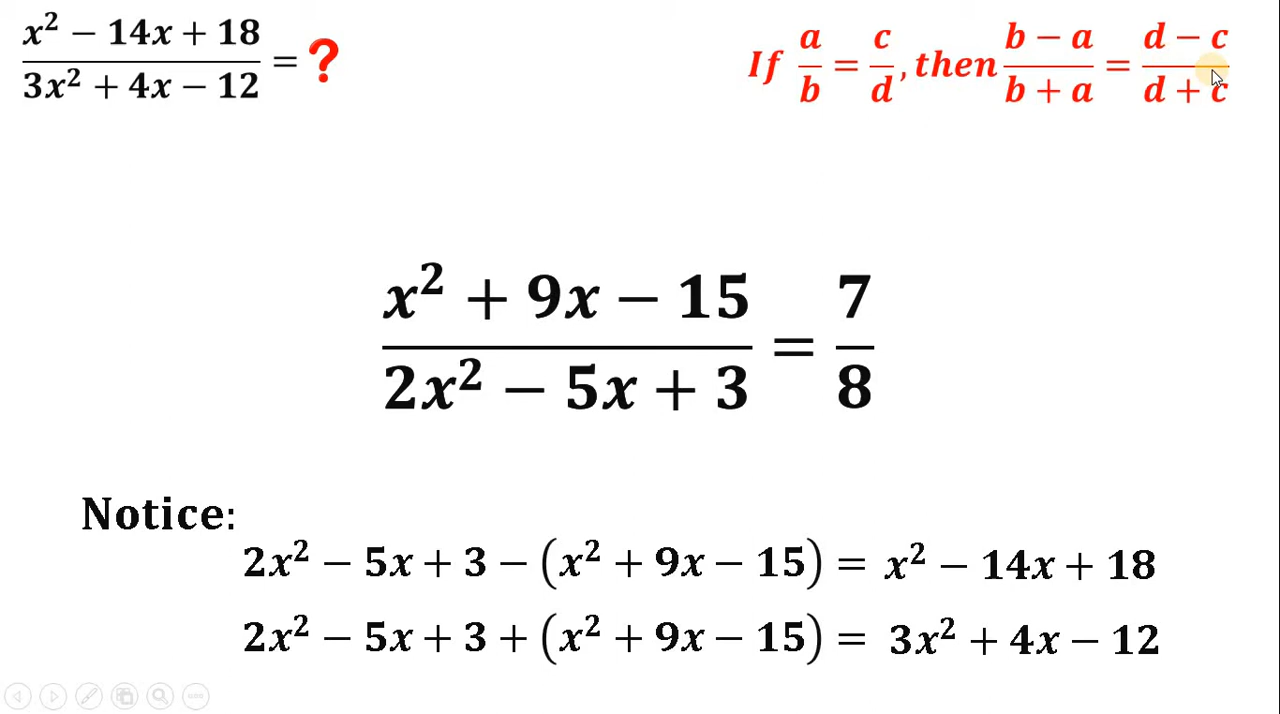 (x² − 14x + 18)/(3x² + 4x − 12) = ?
If a/b = c/d, then (b − a)/(b + a) = (d − c)/(d + c)
(x² + 9x − 15)/(2x² − 5x + 3) = 7/8
Notice:
2x² − 5x + 3 − (x² + 9x − 15) = x² − 14x + 18
2x² − 5x + 3 + (x² + 9x − 15) = 3x² + 4x − 12